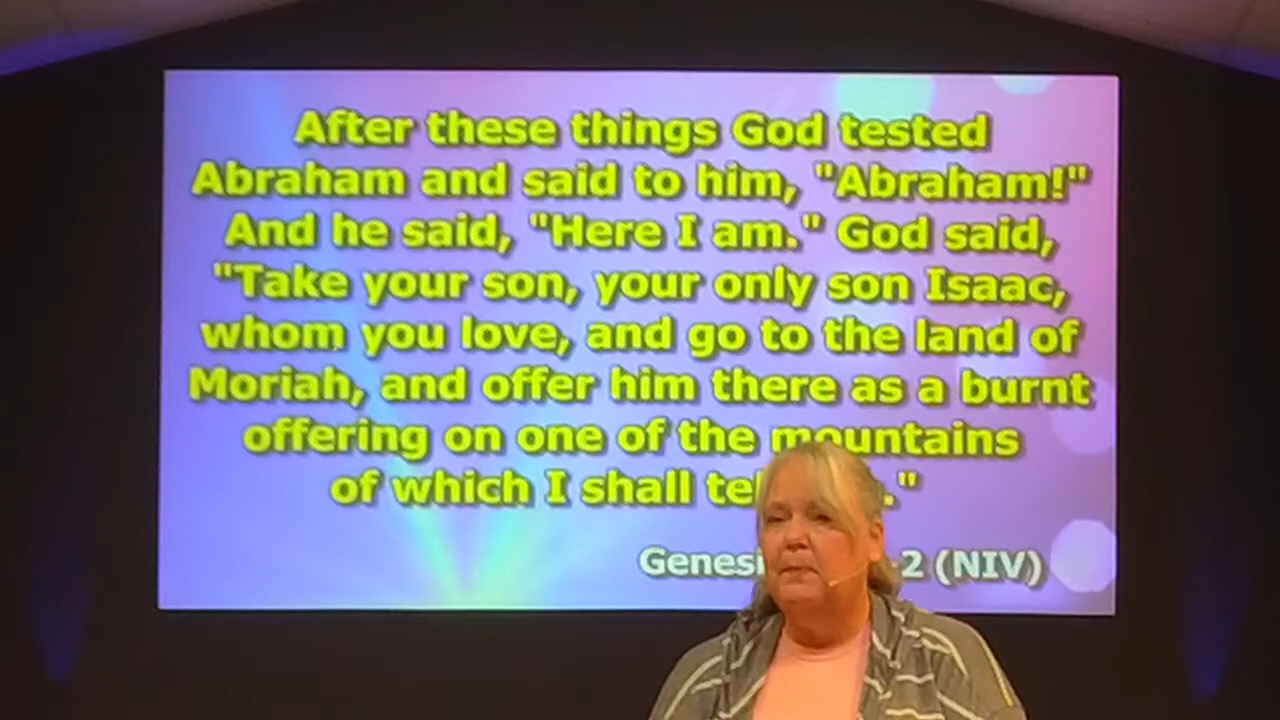 After these things God tested
Abraham and said to him, "Abraham!"
And he said, "Here I am." God said,
"Take your son, your only son Isaac,
whom you love, and go to the land of
Moriah, and offer him there as a burnt
offering on one of the mountains
of which I shall ."
2 (NIV)